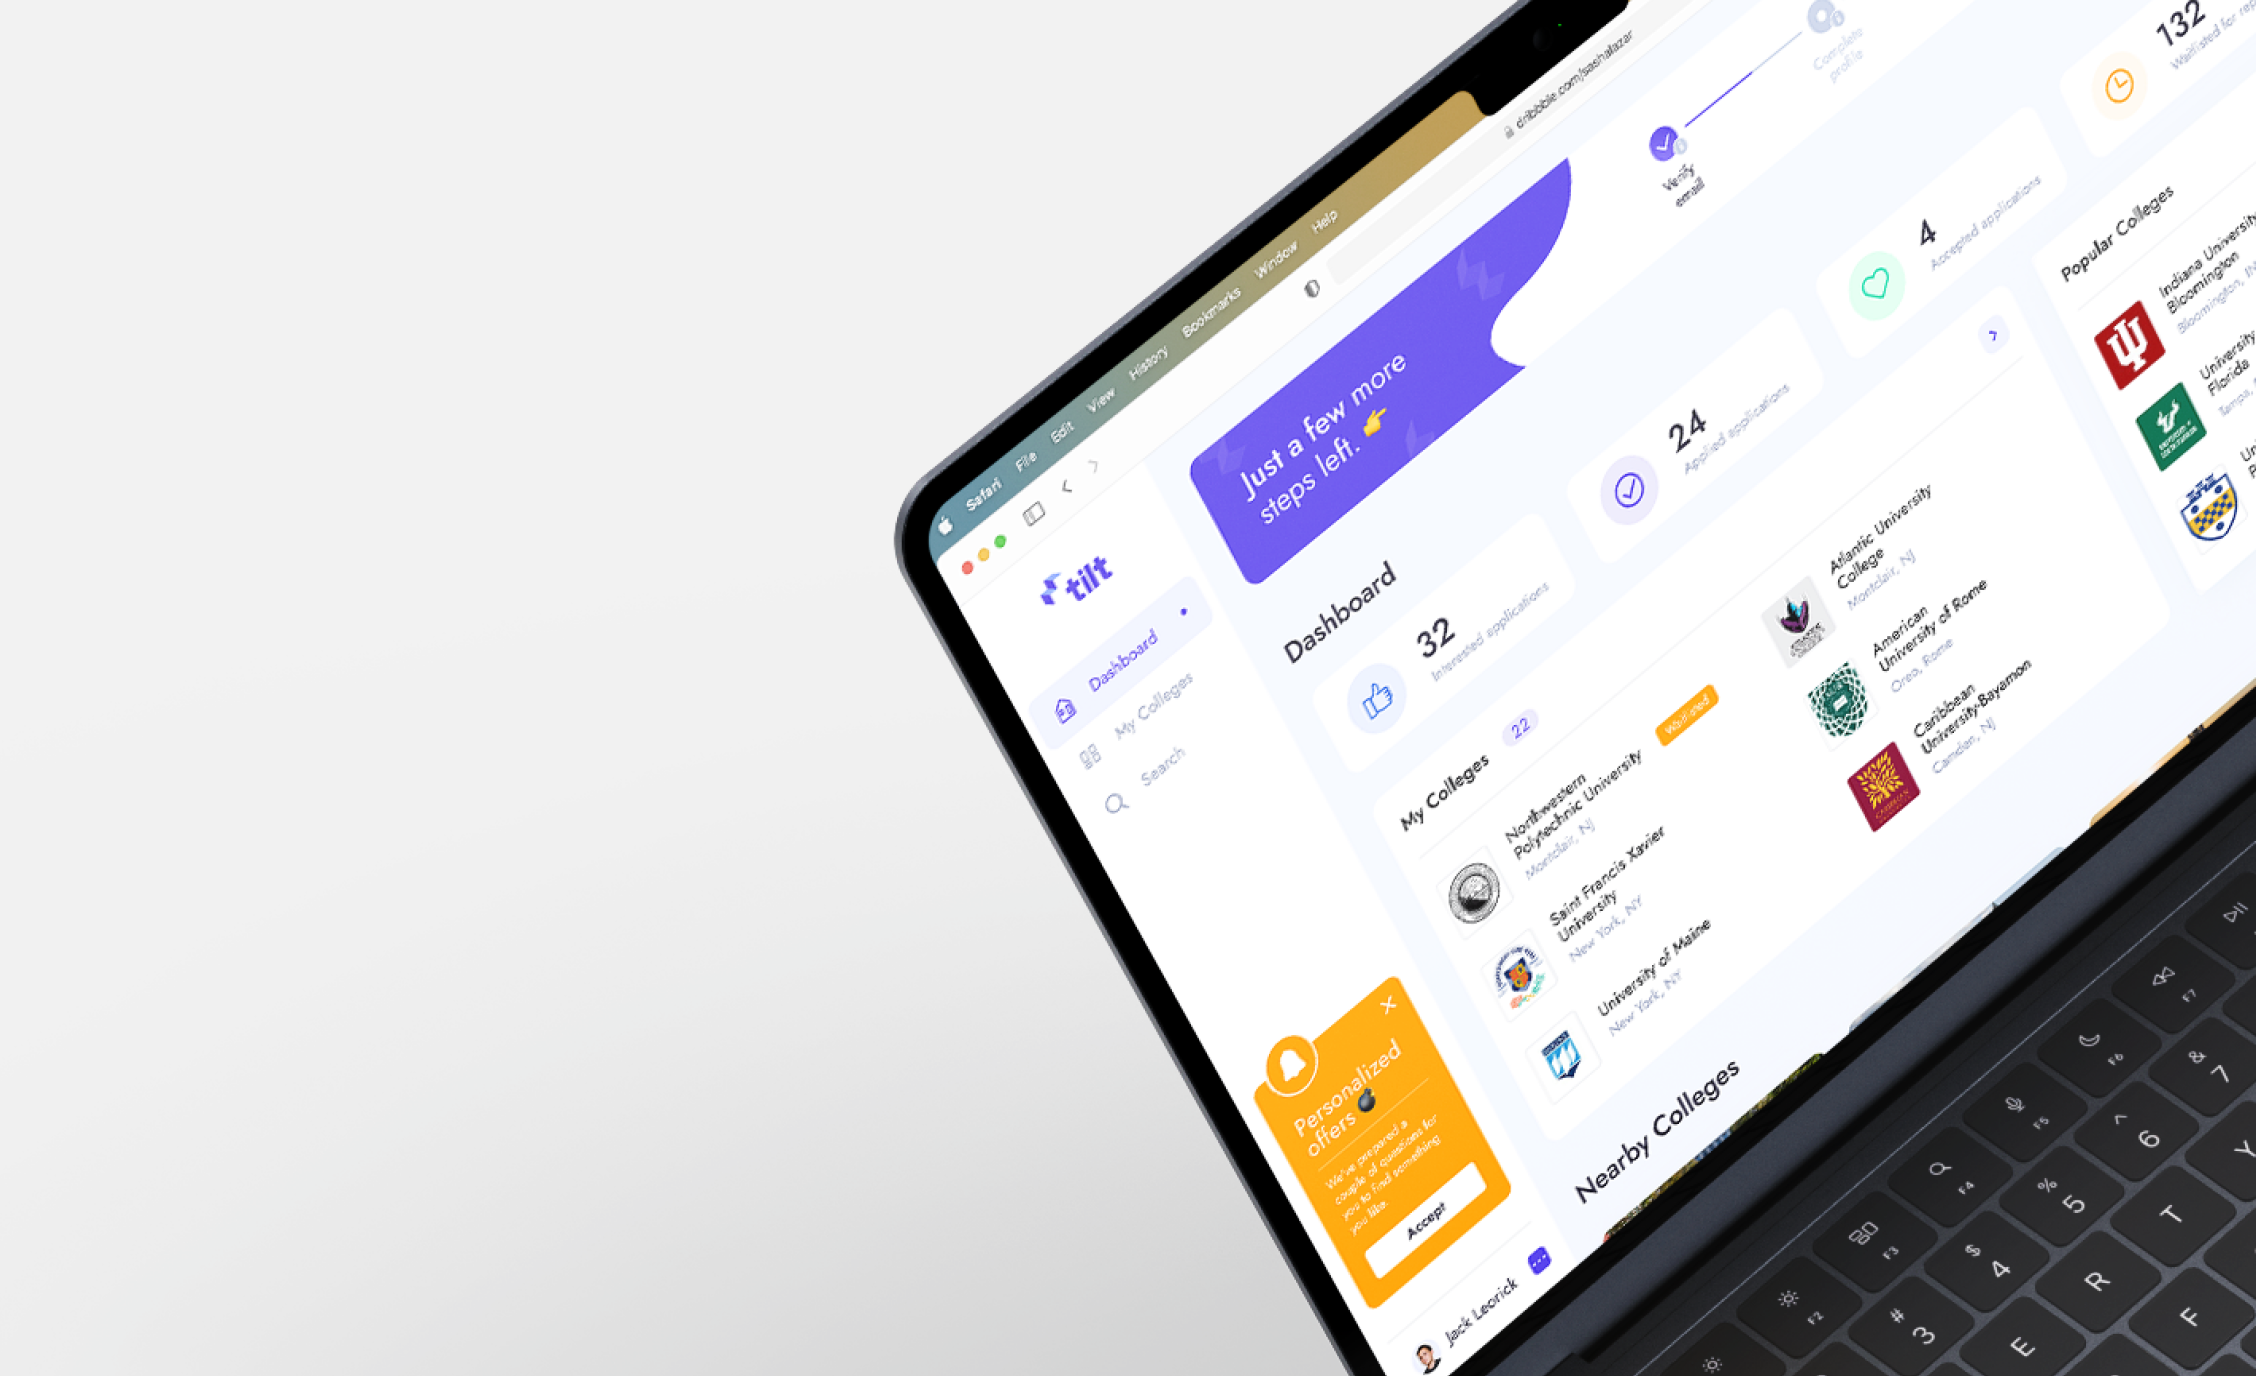 Safari File Edit View History Bookmarks Window Help
dribbble.com/sashalazar
tilt
Dashboard
My Colleges
Search
Just a few more
steps left. 👉
Verify
email
Complete
profile
Dashboard
32
Interested applications
24
Applied applications
4
Accepted applications
132
Waitlisted for
My Colleges 22
Northwestern
Polytechnic University
Montclair, NJ
Waitlisted
Saint Francis Xavier
University
New York, NY
University of Maine
New York, NY
Atlantic University
College
Montclair, NJ
American
University of Rome
Oreo, Rome
Caribbean
University-Bayamon
Camden, NJ
Popular Colleges
Indiana University
Bloomington
Bloomington, IN
University
Florida
Tampa,
Nearby Colleges
Personalized
offers 💣
We've prepared a
couple of questions for
you to find something
you like.
Accept
Jack Leorick
F7
F6
F5
F4
F3
F2
&
7
^
6
%
5
$
4
#
3
Y
T
R
E
F